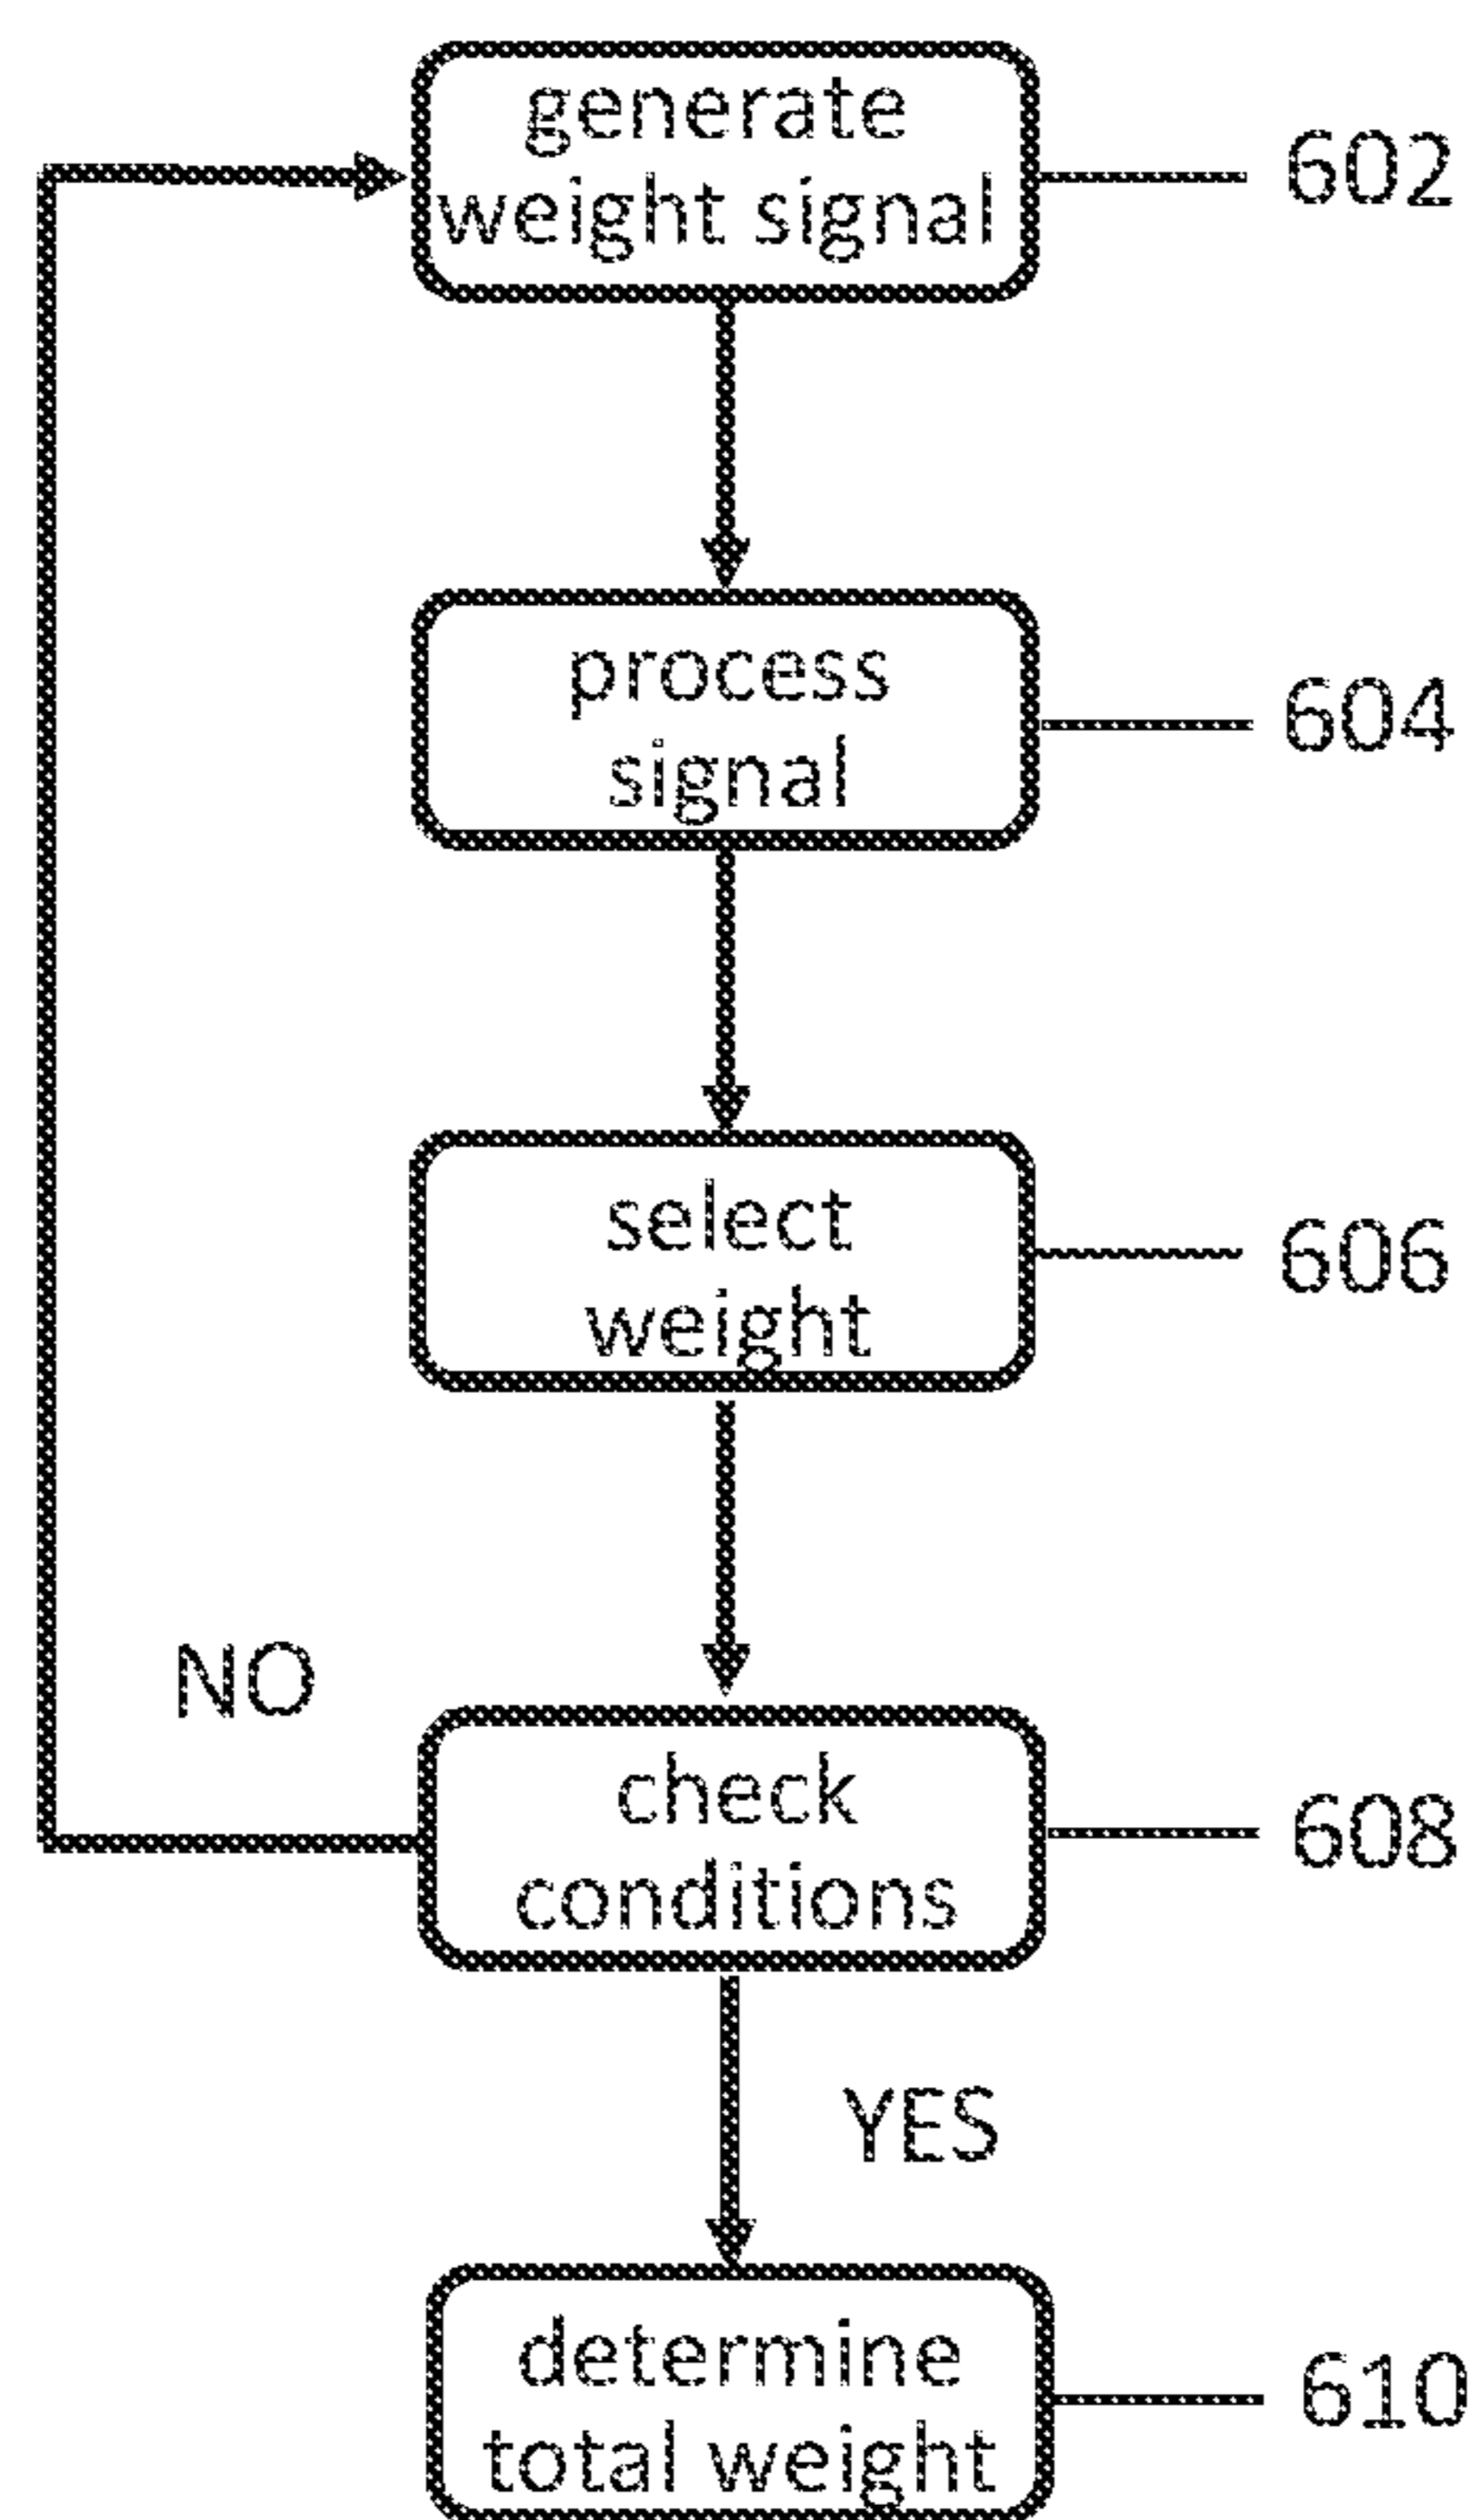 generate
weight signal
602
process
signal
604
select
weight
606
NO
check
conditions
608
YES
determine
total weight
610